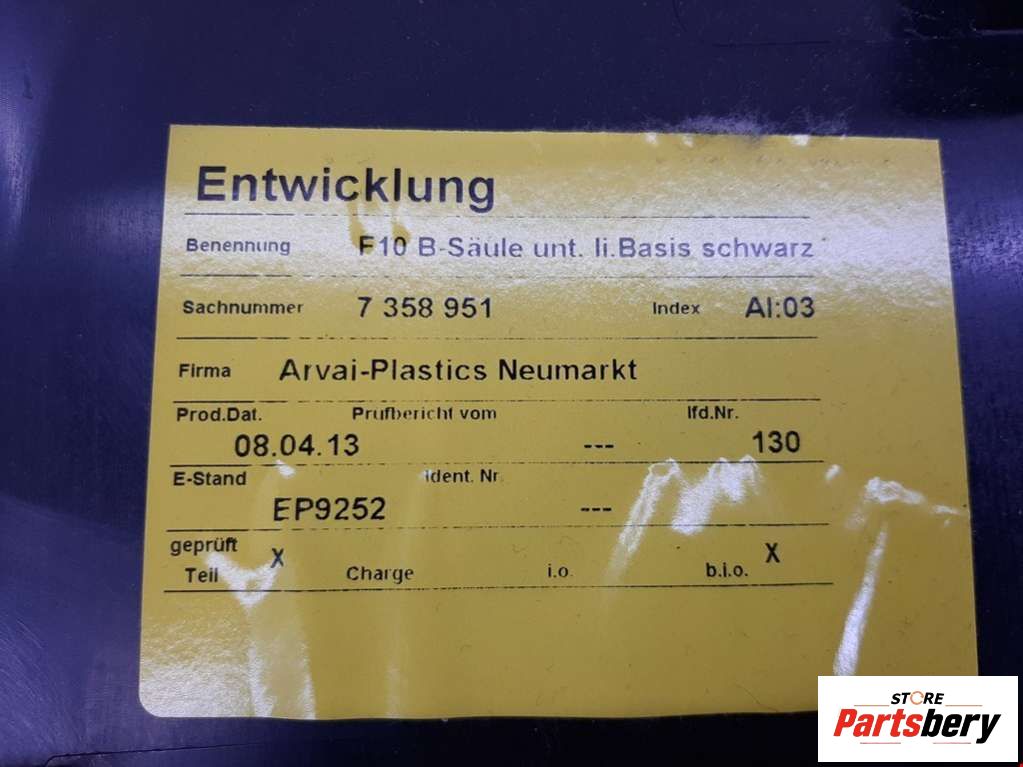 Entwicklung
Benennung F10 B-Säule unt. li.Basis schwarz
Sachnummer 7 358 951 Index AI:03
Firma Arvai-Plastics Neumarkt
Prod.Dat. Prüfbericht vom lfd.Nr.
08.04.13 --- 130
E-Stand Ident. Nr.
EP9252 ---
geprüft X X
Teil Charge i.o. b.i.o.
STORE
Partsbery